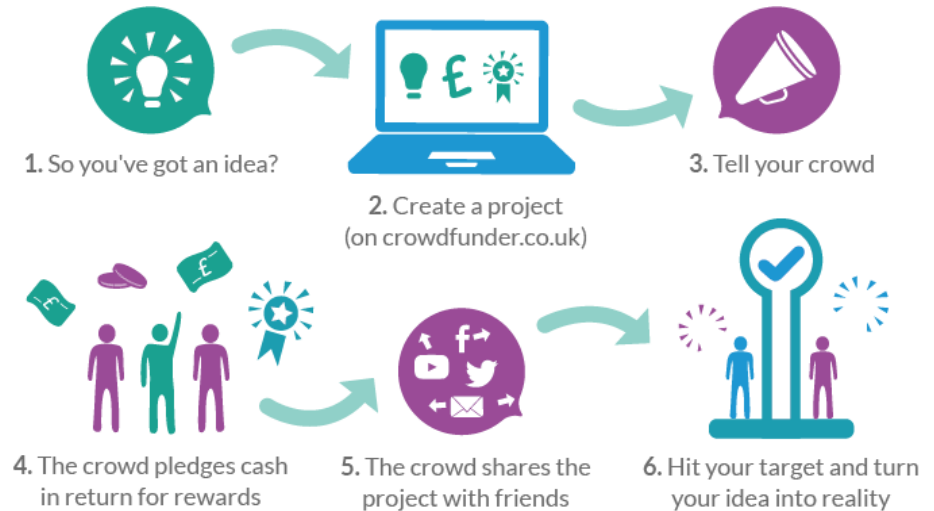 1. So you've got an idea?
2. Create a project
(on crowdfunder.co.uk)
3. Tell your crowd
4. The crowd pledges cash
in return for rewards
5. The crowd shares the
project with friends
6. Hit your target and turn
your idea into reality